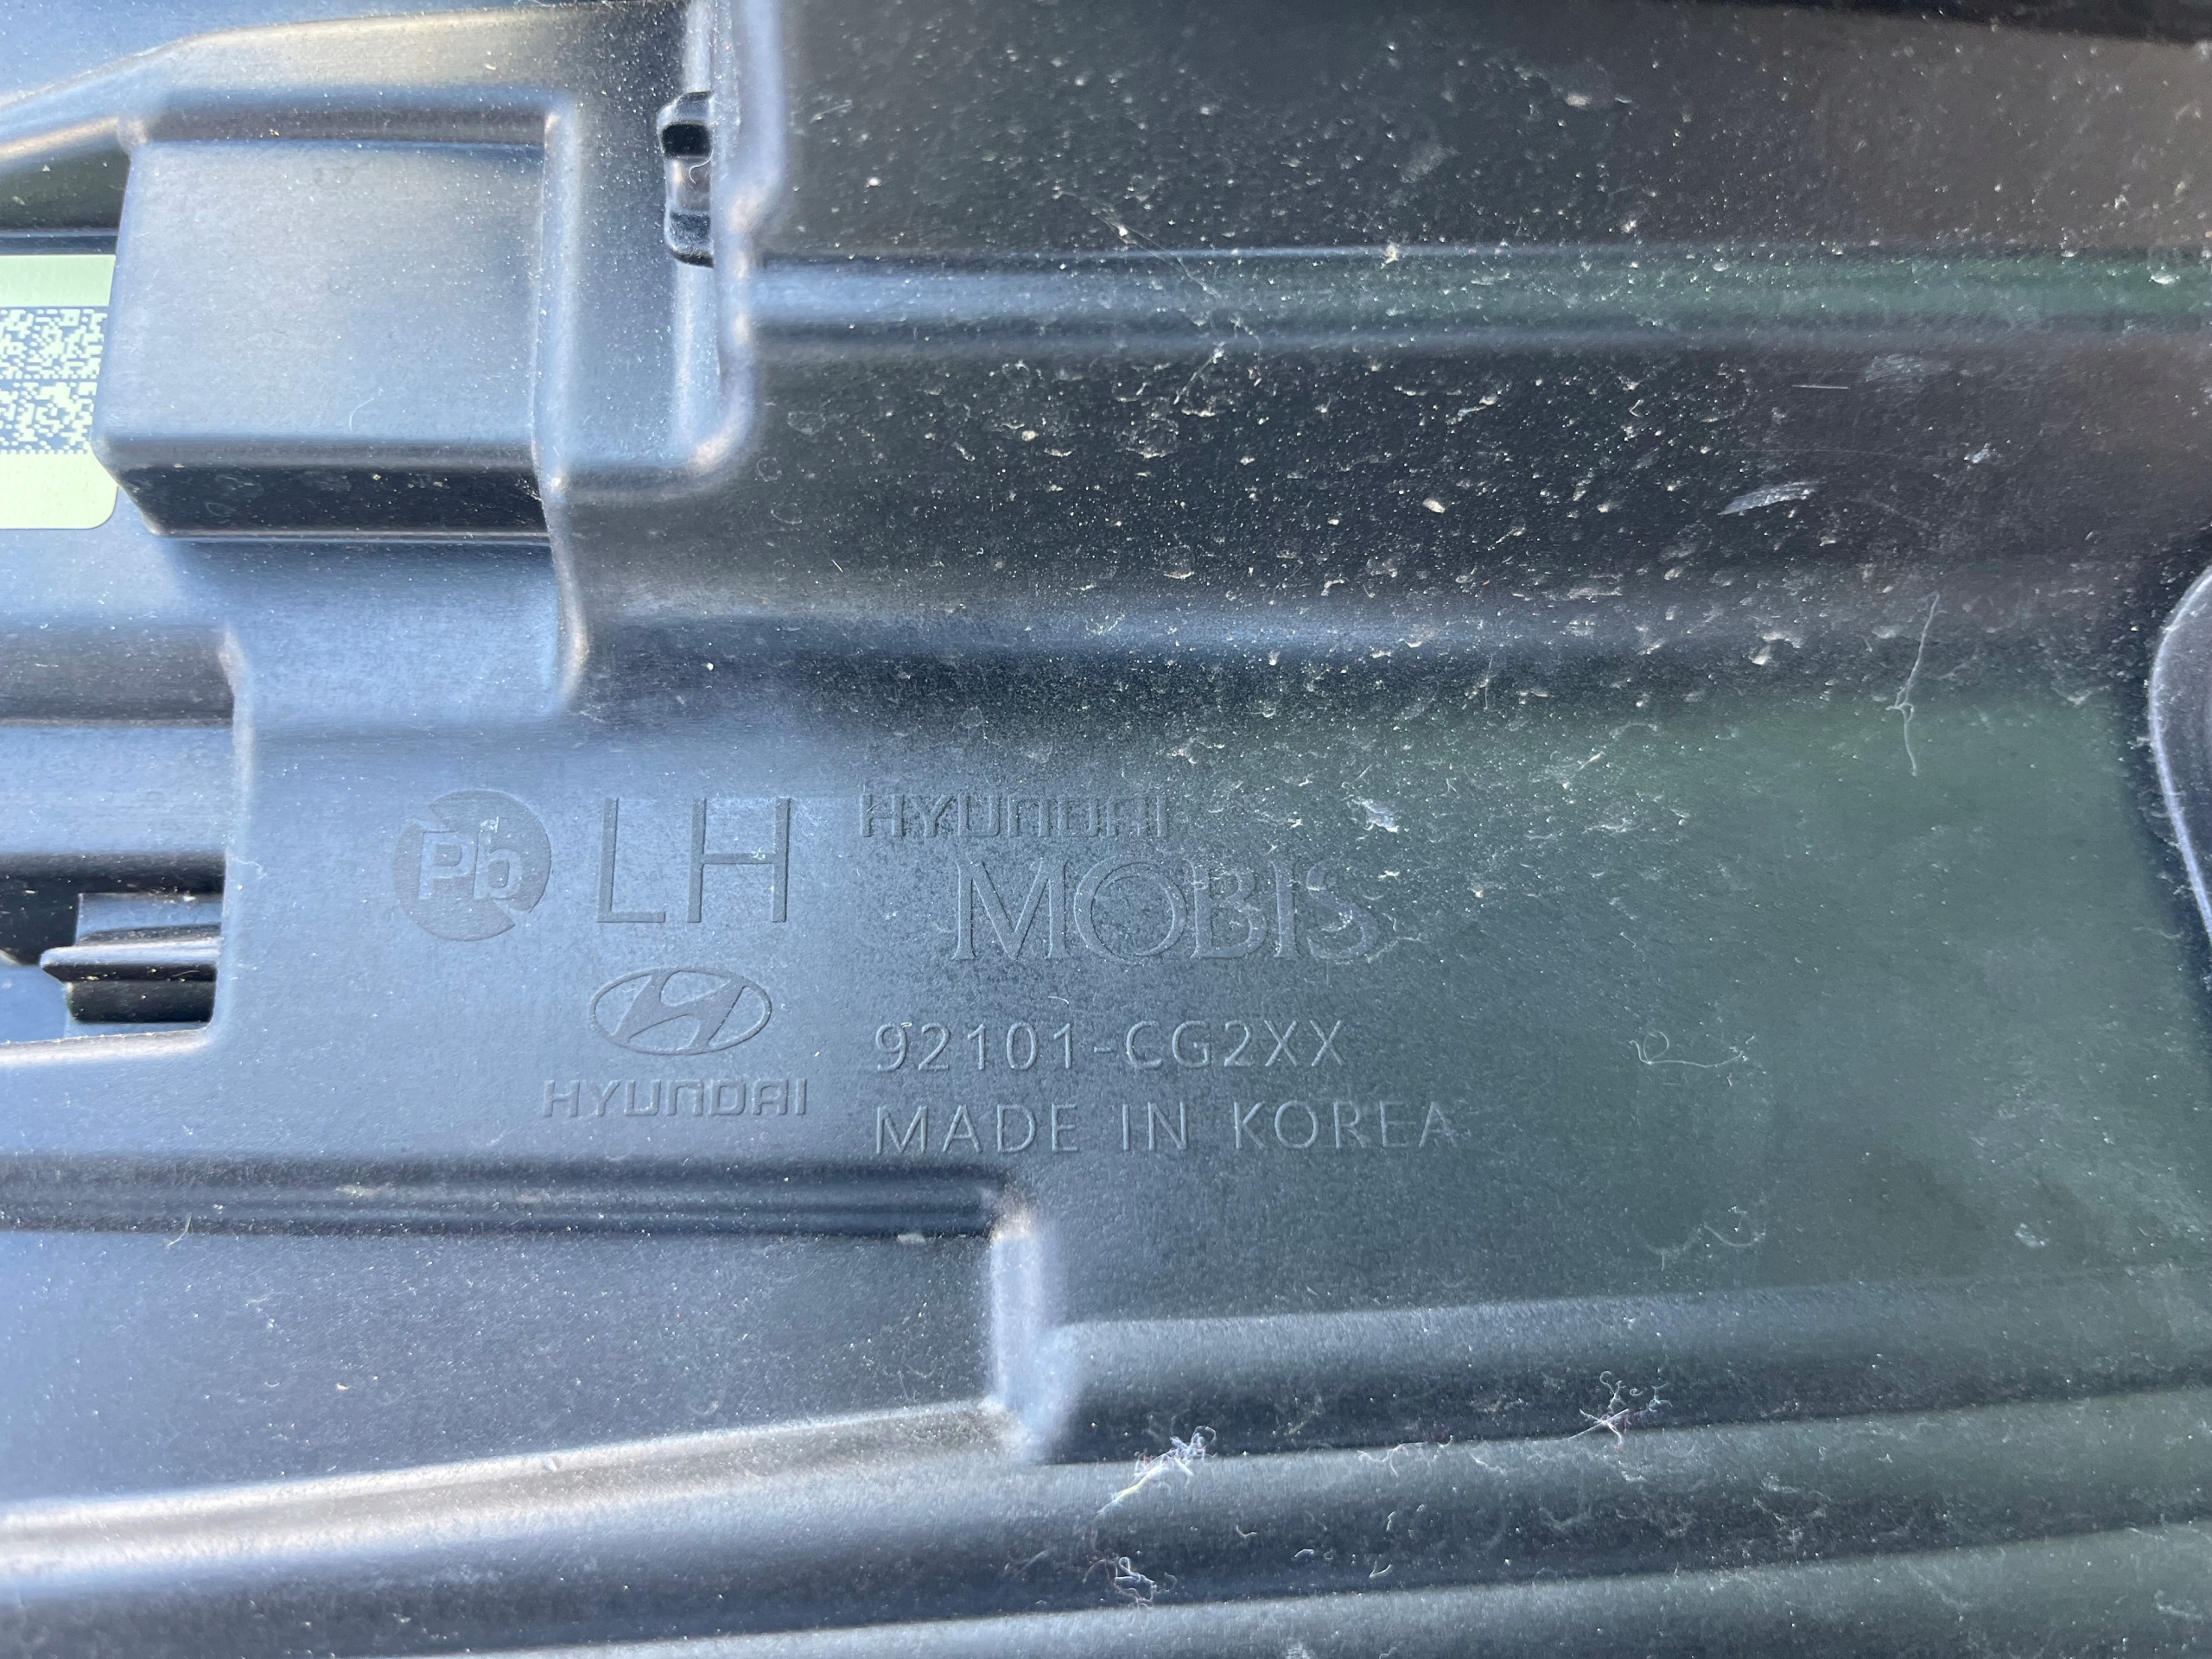 Pb LH
HYUNDAI
MOBIS
HYUNDAI
92101-CG2XX
MADE IN KOREA